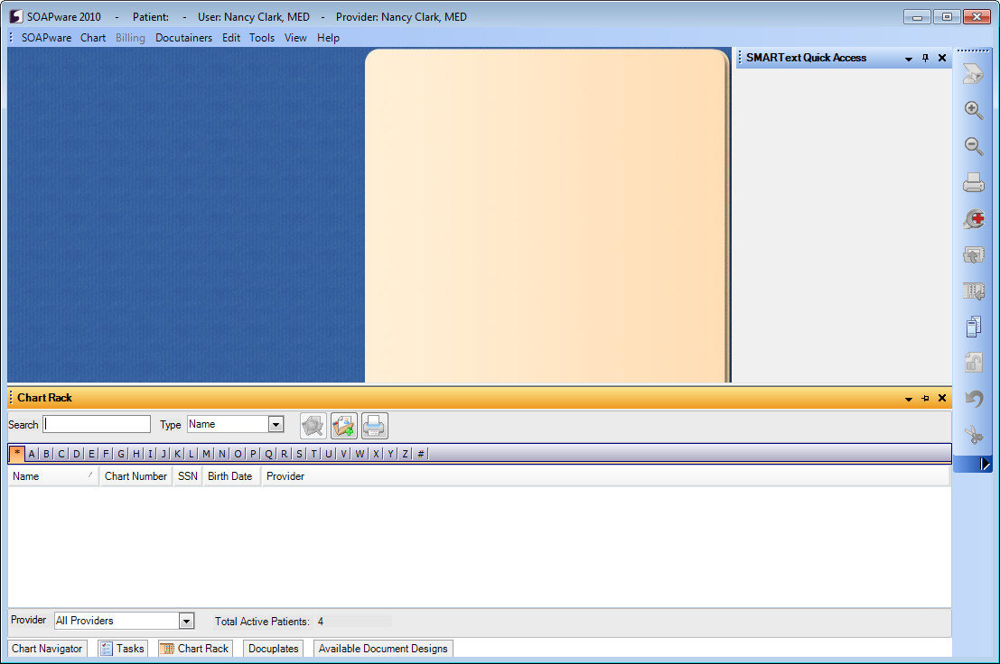 SOAPware 2010 - Patient: - User: Nancy Clark, MED - Provider: Nancy Clark, MED
SOAPware Chart Billing Docutainers Edit Tools View Help
SMARText Quick Access
Chart Rack
Search Type Name
* A B C D E F G H I J K L M N O P Q R S T U V W X Y Z #
Name Chart Number SSN Birth Date Provider
Provider All Providers Total Active Patients: 4
Chart Navigator Tasks Chart Rack Docuplates Available Document Designs